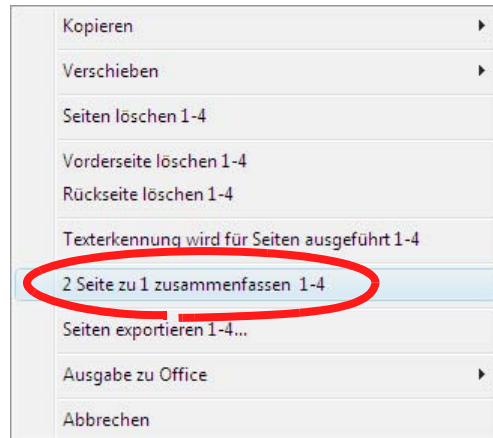 Kopieren
Verschieben
Seiten löschen 1-4
Vorderseite löschen 1-4
Rückseite löschen 1-4
Texterkennung wird für Seiten ausgeführt 1-4
2 Seite zu 1 zusammenfassen 1-4
Seiten exportieren 1-4...
Ausgabe zu Office
Abbrechen